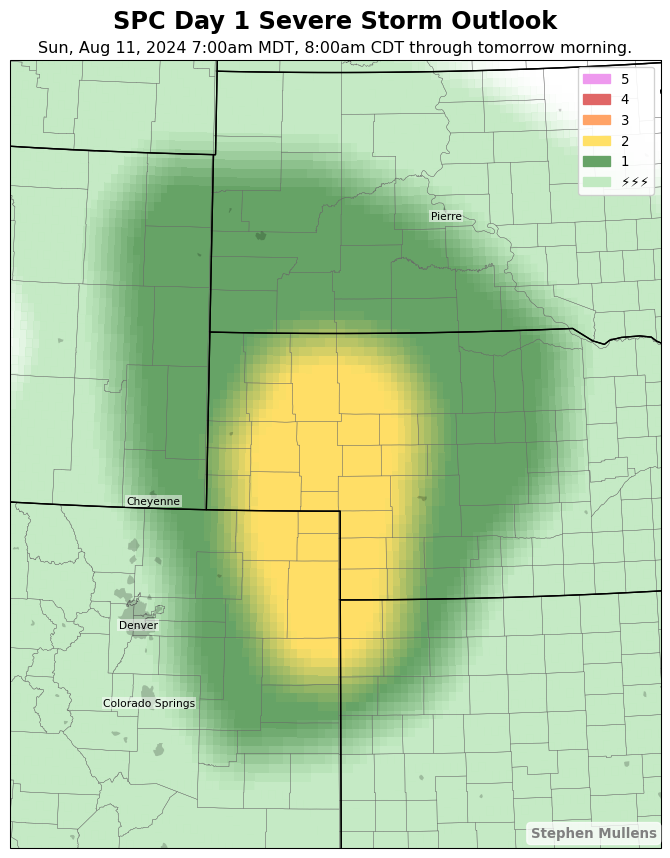 SPC Day 1 Severe Storm Outlook
Sun, Aug 11, 2024 7:00am MDT, 8:00am CDT through tomorrow morning.
5
4
3
2
1
⚡⚡⚡
Pierre
Cheyenne
Denver
Colorado Springs
Stephen Mullens